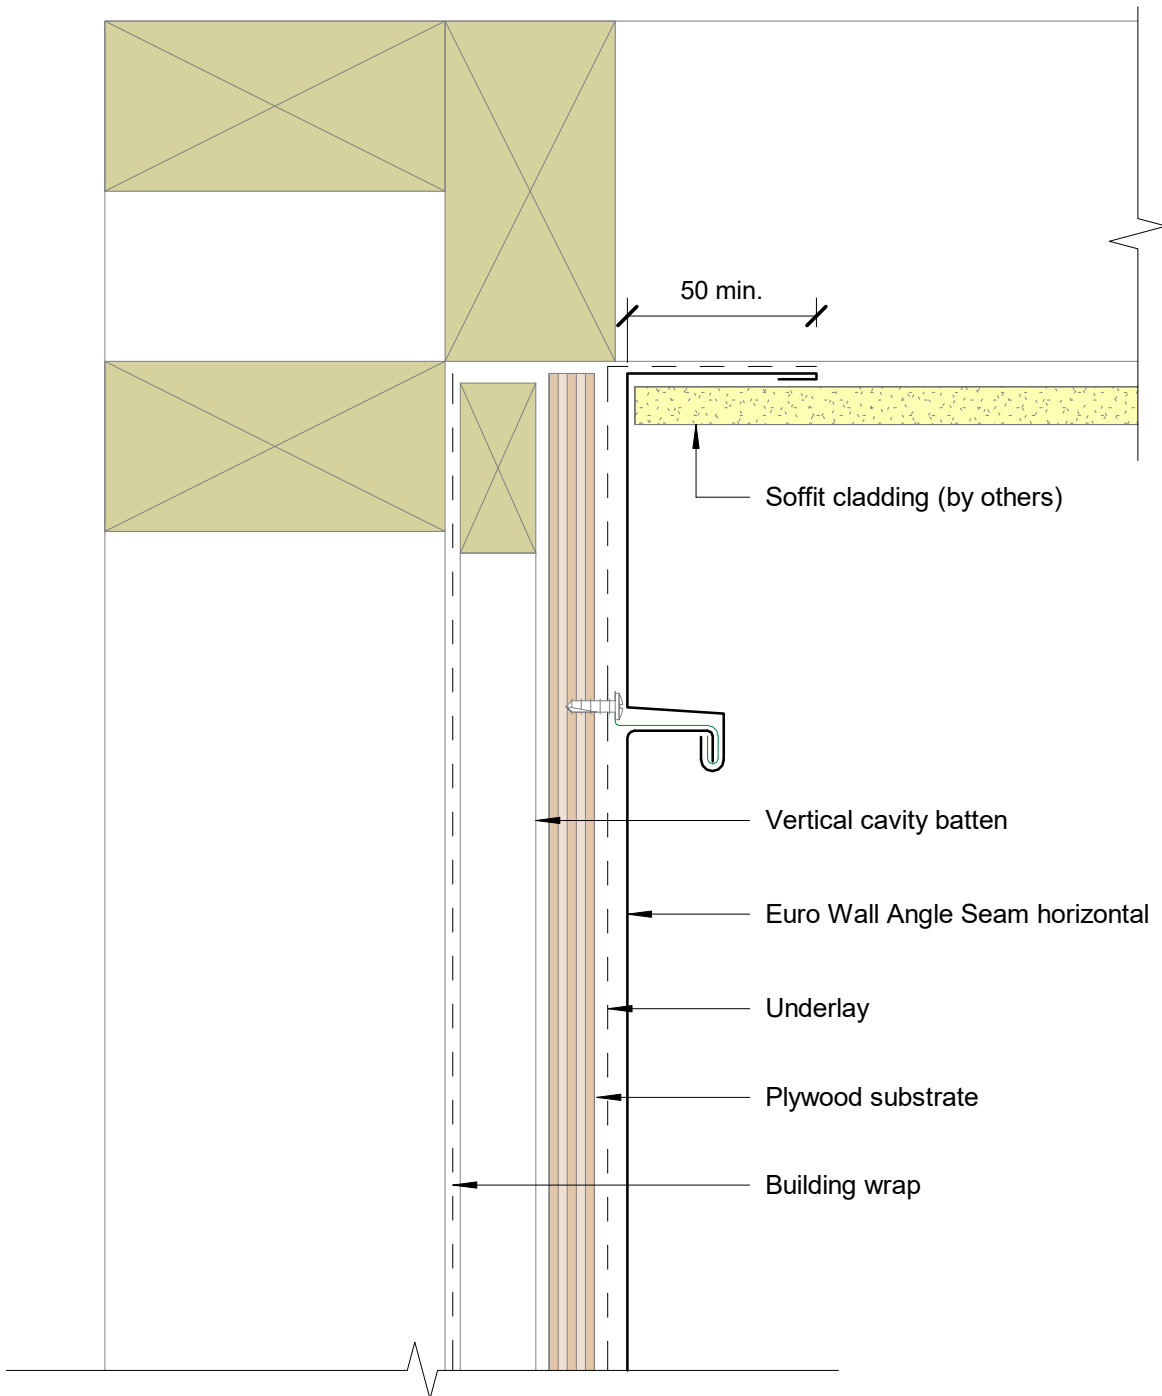 50 min.
Soffit cladding (by others)
Vertical cavity batten
Euro Wall Angle Seam horizontal
Underlay
Plywood substrate
Building wrap